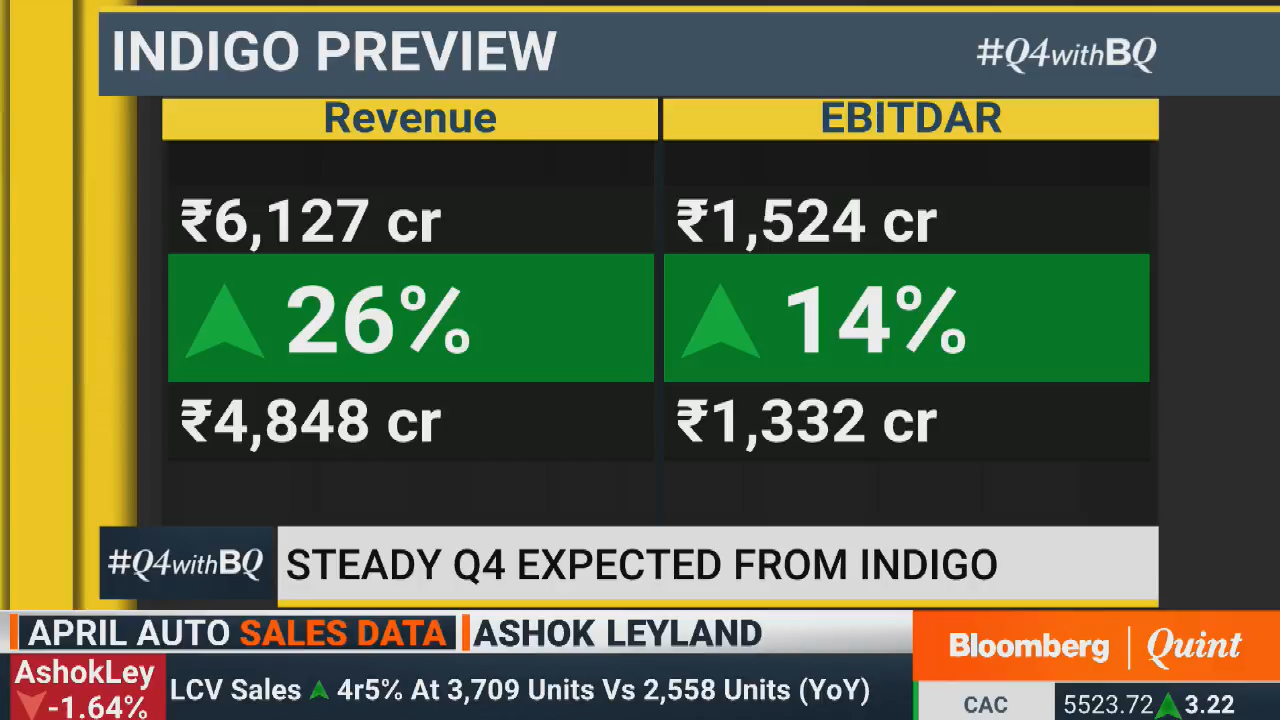 INDIGO PREVIEW
#Q4withBQ
Revenue
EBITDAR
₹6,127 cr
₹1,524 cr
26%
14%
₹4,848 cr
₹1,332 cr
#Q4withBQ
STEADY Q4 EXPECTED FROM INDIGO
APRIL AUTO SALES DATA
ASHOK LEYLAND
Bloomberg | Quint
AshokLey
-1.64%
LCV Sales ▲ 4r5% At 3,709 Units Vs 2,558 Units (YoY)
CAC
5523.72 ▲ 3.22